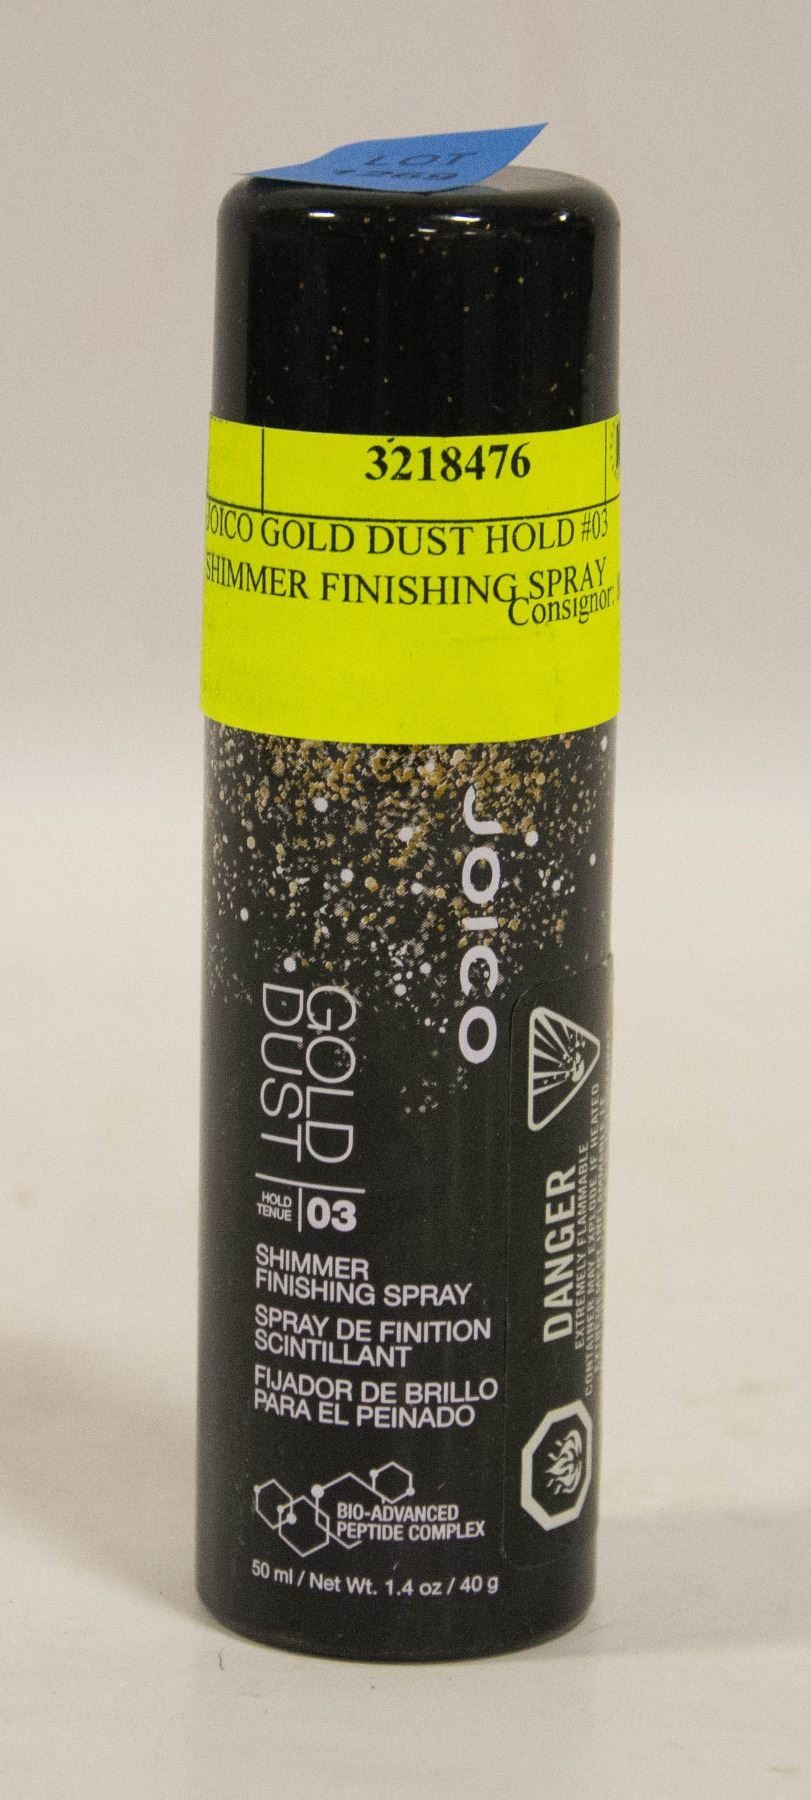 LOT
1269
3218476
JOICO GOLD DUST HOLD #03
SHIMMER FINISHING SPRAY
Consignor:
JOICO
GOLD
DUST
HOLD
TENUE
03
SHIMMER
FINISHING SPRAY
SPRAY DE FINITION
SCINTILLANT
FIJADOR DE BRILLO
PARA EL PEINADO
BIO-ADVANCED
PEPTIDE COMPLEX
50 ml / Net Wt. 1.4 oz / 40 g
DANGER
EXTREMELY FLAMMABLE
CONTAINER MAY EXPLODE IF HEATED